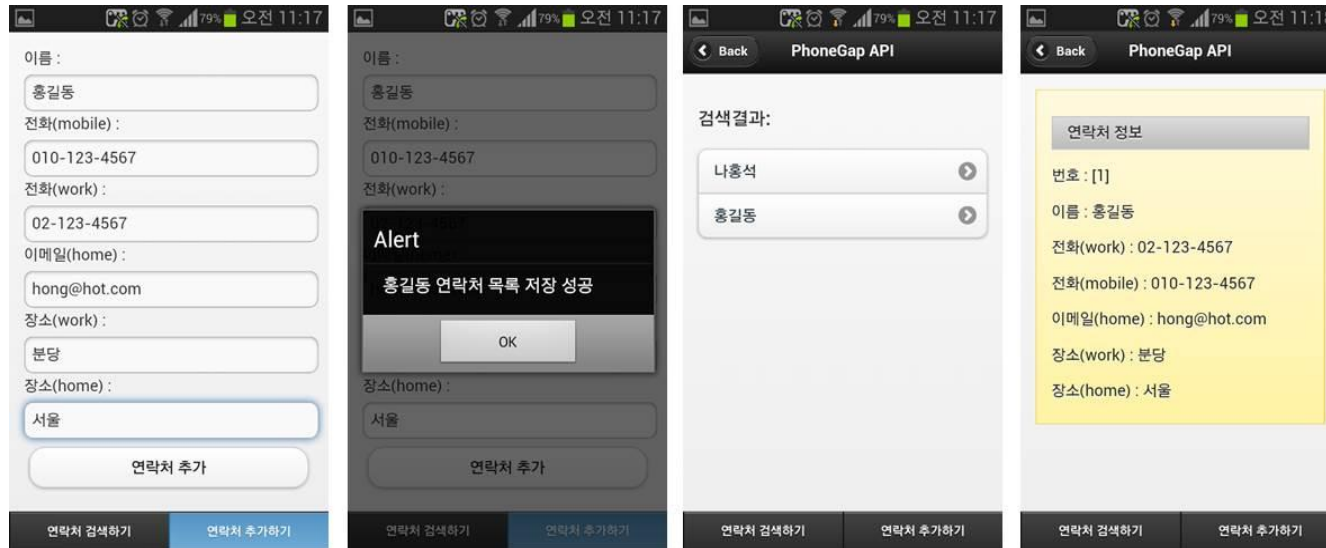 79% 오전 11:17
이름 :
홍길동
전화(mobile) :
010-123-4567
전화(work) :
02-123-4567
이메일(home) :
hong@hot.com
장소(work) :
분당
장소(home) :
서울
연락처 추가
연락처 검색하기 연락처 추가하기
79% 오전 11:17
이름 :
홍길동
전화(mobile) :
010-123-4567
전화(work) :
Alert
홍길동 연락처 목록 저장 성공
OK
장소(home) :
서울
연락처 추가
연락처 검색하기 연락처 추가하기
79% 오전 11:17
Back PhoneGap API
검색결과:
나홍석
홍길동
연락처 검색하기 연락처 추가하기
79% 오전 11:18
Back PhoneGap API
연락처 정보
번호 : [1]
이름 : 홍길동
전화(work) : 02-123-4567
전화(mobile) : 010-123-4567
이메일(home) : hong@hot.com
장소(work) : 분당
장소(home) : 서울
연락처 검색하기 연락처 추가하기